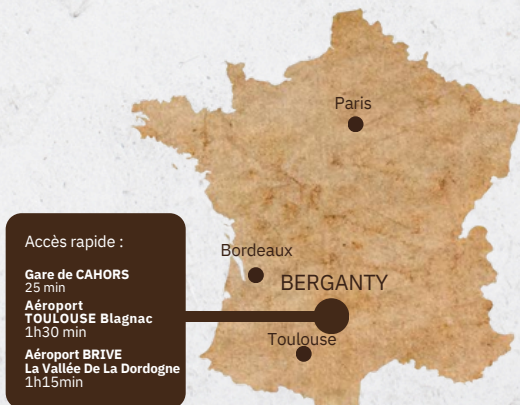 Paris
Bordeaux
BERGANTY
Toulouse
Accès rapide :
Gare de CAHORS
25 min
Aéroport
TOULOUSE Blagnac
1h30 min
Aéroport BRIVE
La Vallée De La Dordogne
1h15min